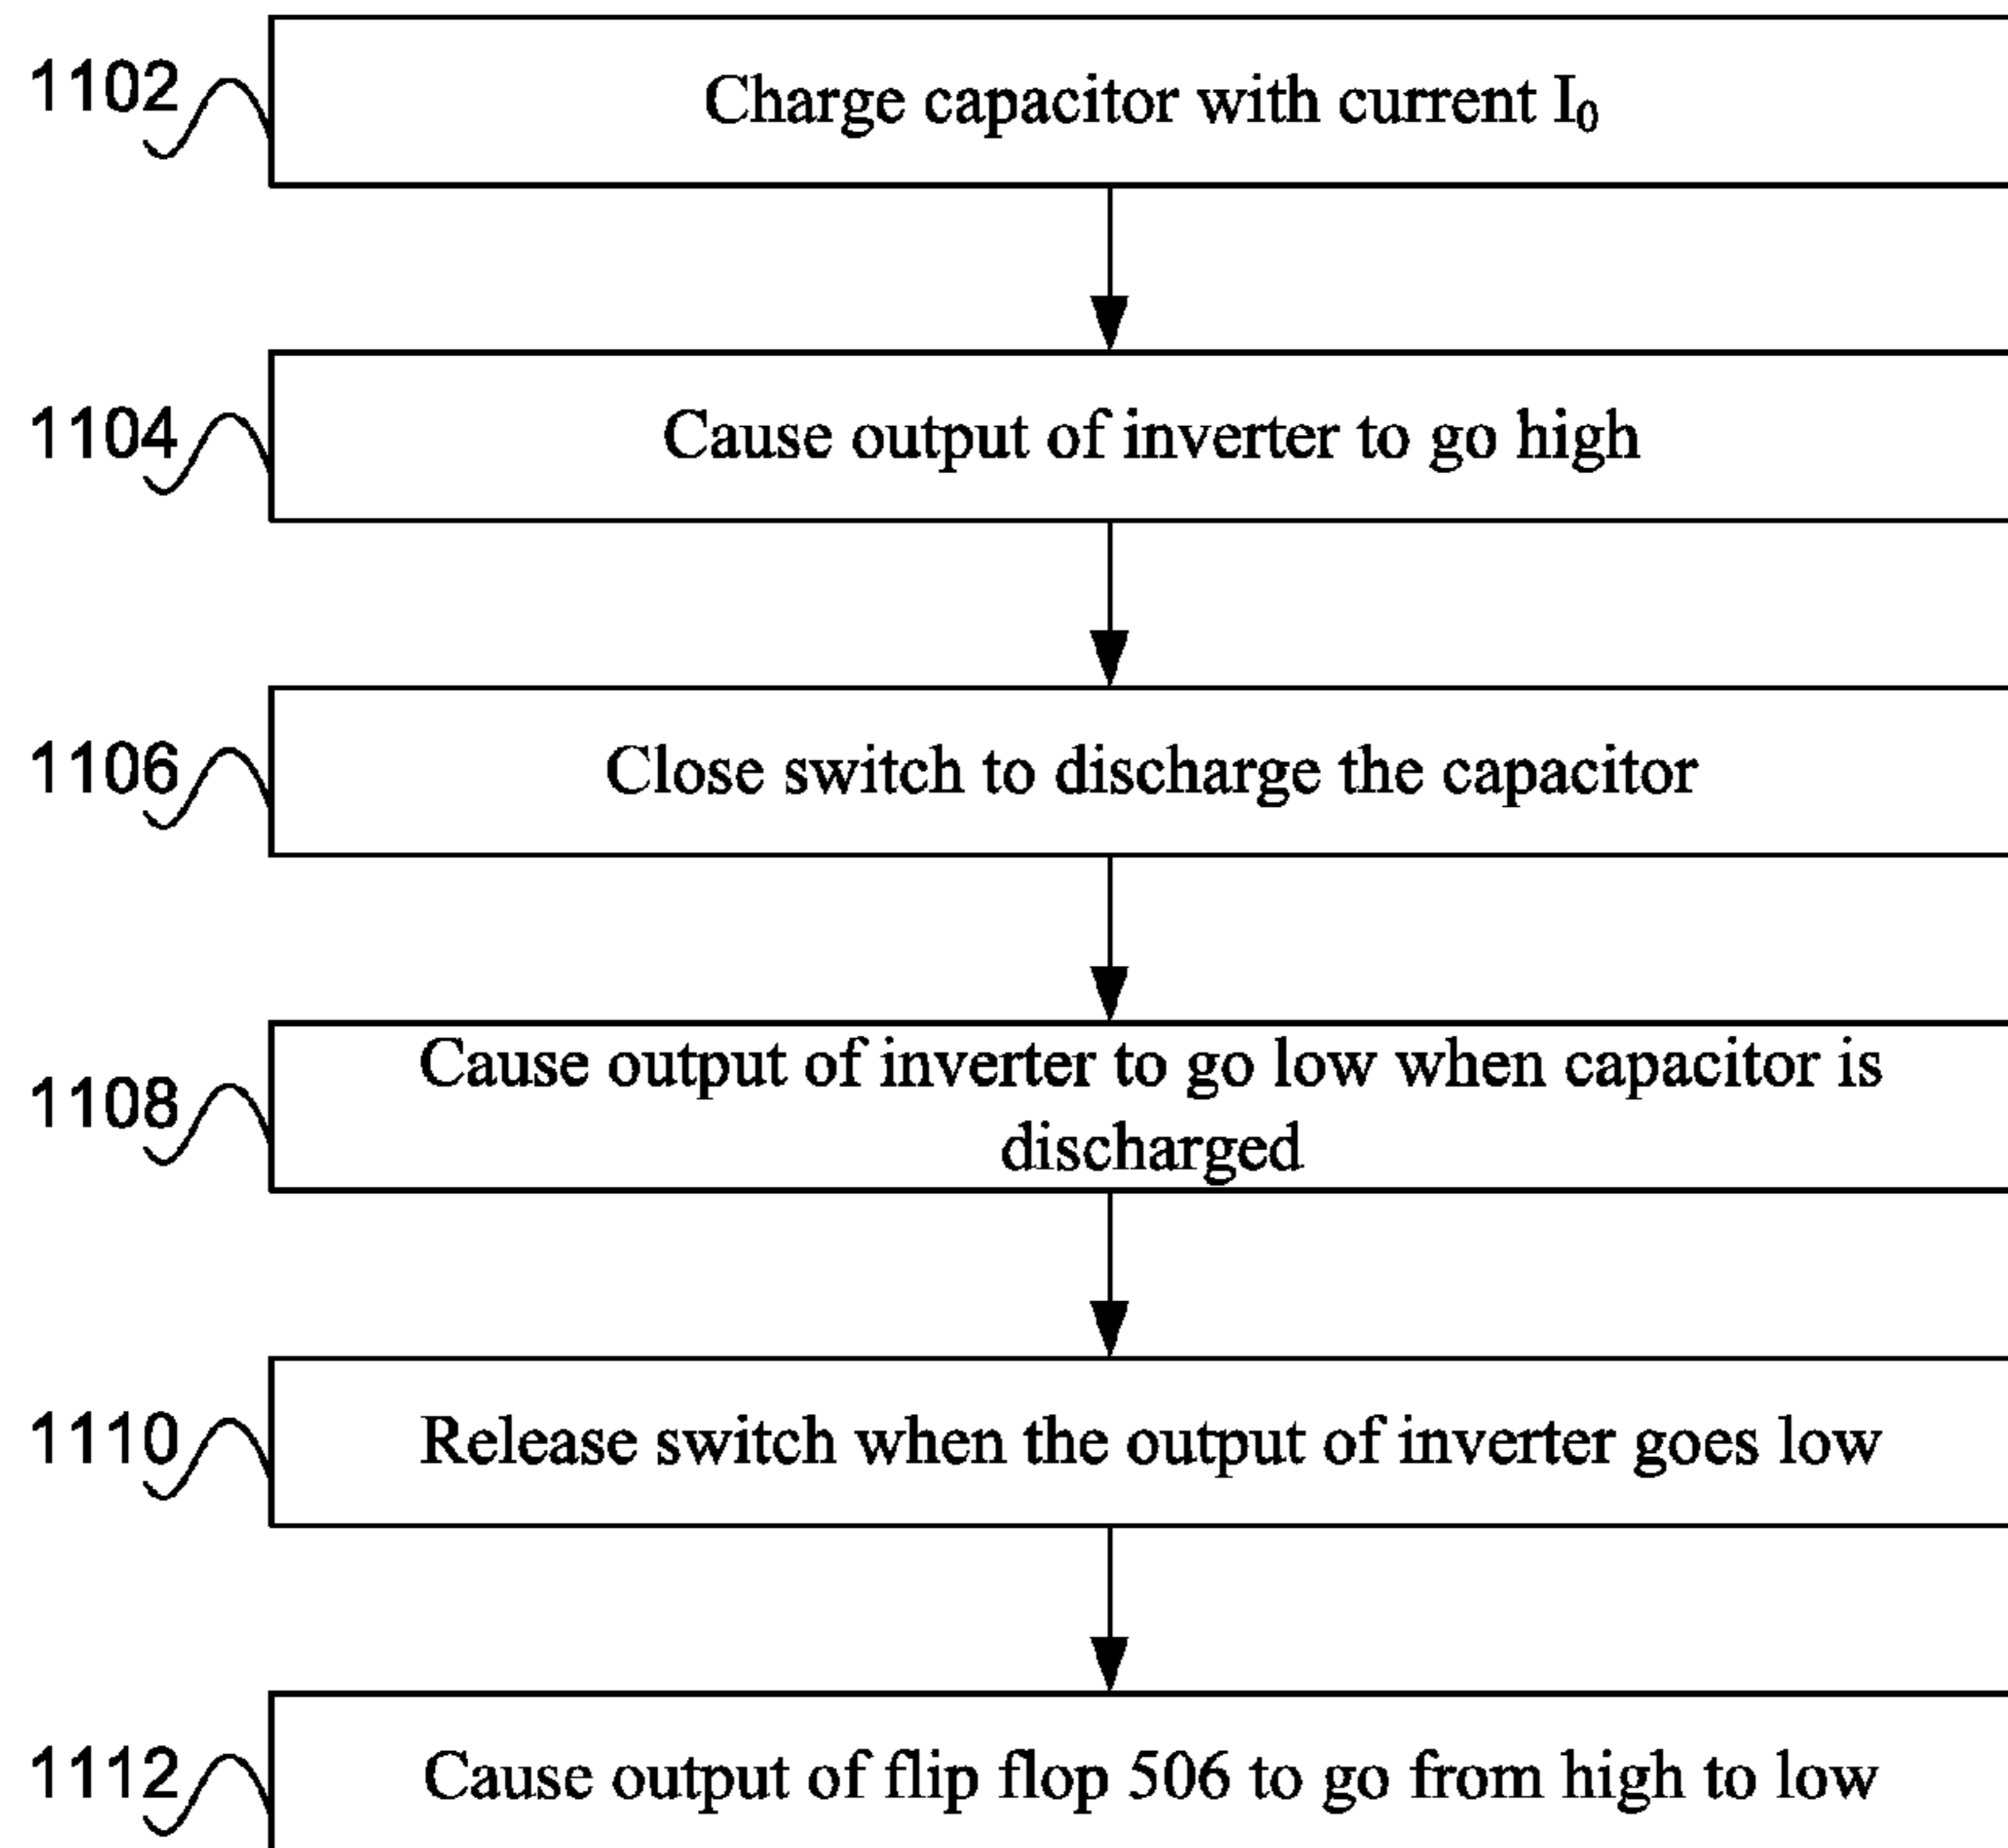 1102
Charge capacitor with current I₀
1104
Cause output of inverter to go high
1106
Close switch to discharge the capacitor
1108
Cause output of inverter to go low when capacitor is
discharged
1110
Release switch when the output of inverter goes low
1112
Cause output of flip flop 506 to go from high to low